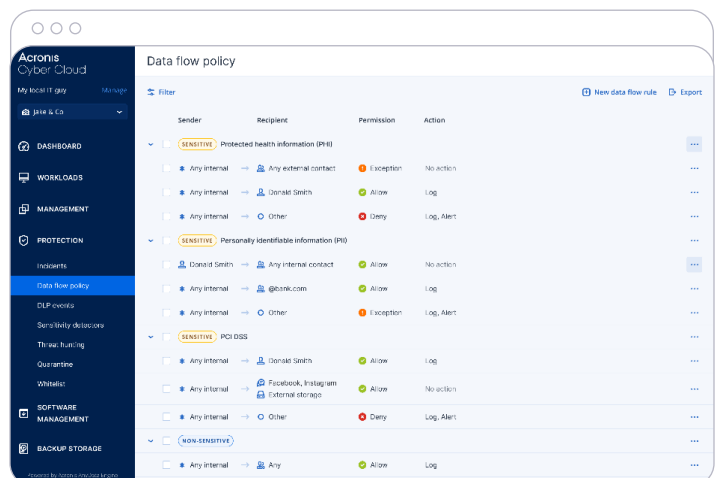 Acronis
Cyber Cloud
My local IT guy Manage
Jake & Co
DASHBOARD
WORKLOADS
MANAGEMENT
PROTECTION
Incidents
Data flow policy
DLP events
Sensitivity detectors
Threat hunting
Quarantine
Whitelist
SOFTWARE
MANAGEMENT
BACKUP STORAGE
Powered by Acronis AnyData Engine
Data flow policy
Filter New data flow rule Export
Sender Recipient Permission Action
SENSITIVE Protected health information (PHI)
Any internal → Any external contact Exception No action
Any internal → Donald Smith Allow Log
Any internal → Other Deny Log, Alert
SENSITIVE Personally identifiable information (PII)
Donald Smith → Any internal contact Allow No action
Any internal → @bank.com Allow Log
Any internal → Other Exception Log, Alert
SENSITIVE PCI DSS
Any internal → Donald Smith Allow Log
Any internal → Facebook, Instagram Allow No action
External storage
Any internal → Other Deny Log, Alert
NON-SENSITIVE
Any internal → Any Allow Log